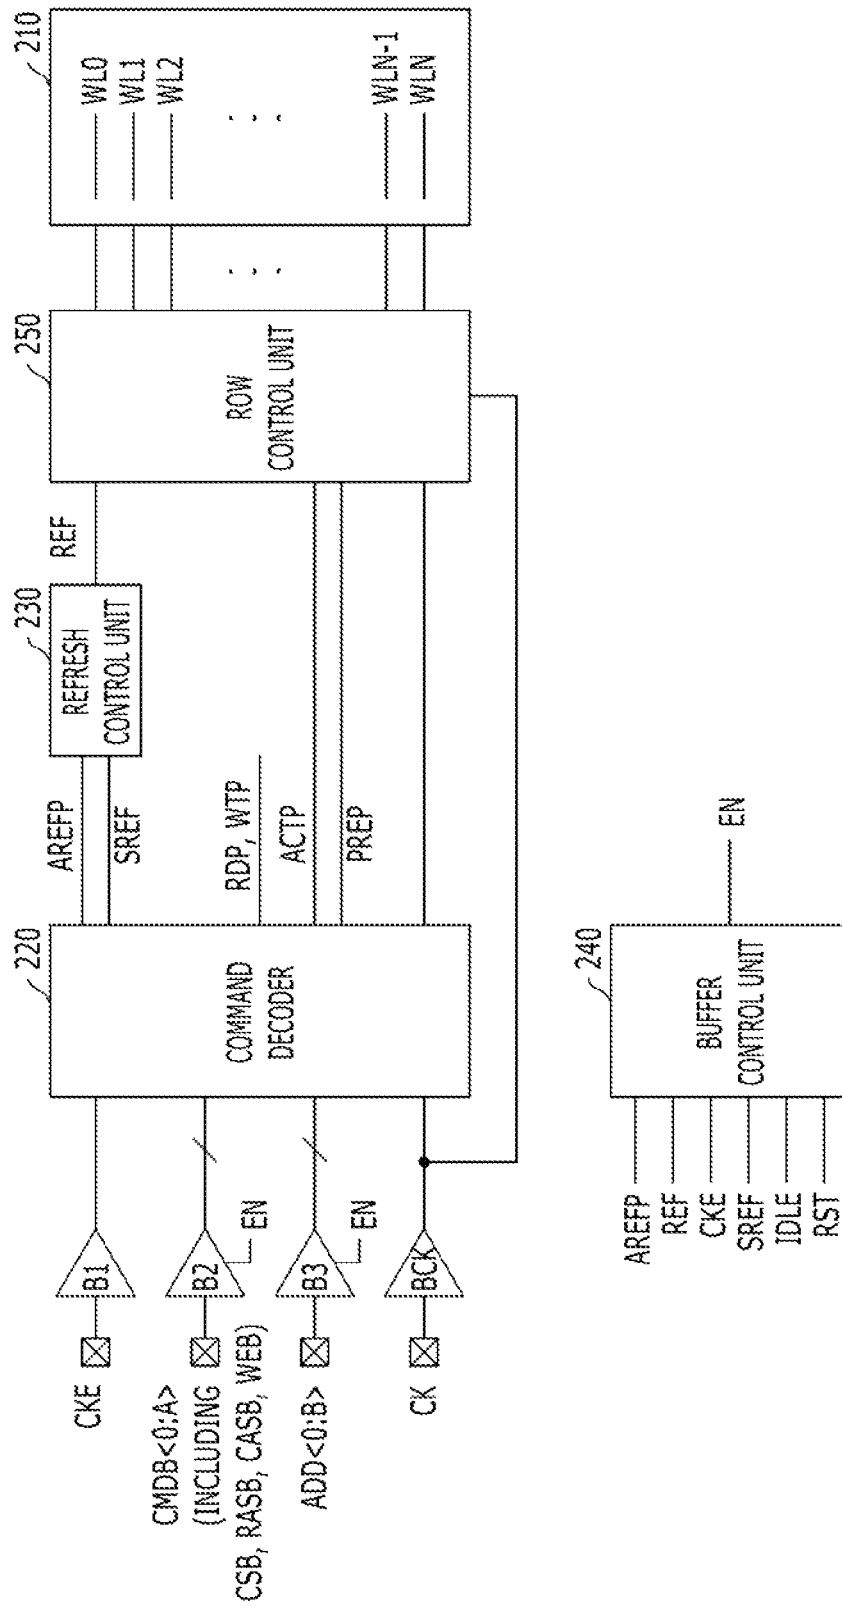 CKE
B1
CMDB<0:A>
(INCLUDING
CSB, RASB, CASB, WEB)
B2
EN
ADD<0:B>
B3
EN
CK
BCK
220
COMMAND
DECODER
AREFP
SREF
RDP, WTP
ACTP
PREP
230
REFRESH
CONTROL UNIT
REF
250
ROW
CONTROL UNIT
210
WL0
WL1
WL2
WLN-1
WLN
AREFP
REF
CKE
SREF
IDLE
RST
240
BUFFER
CONTROL UNIT
EN